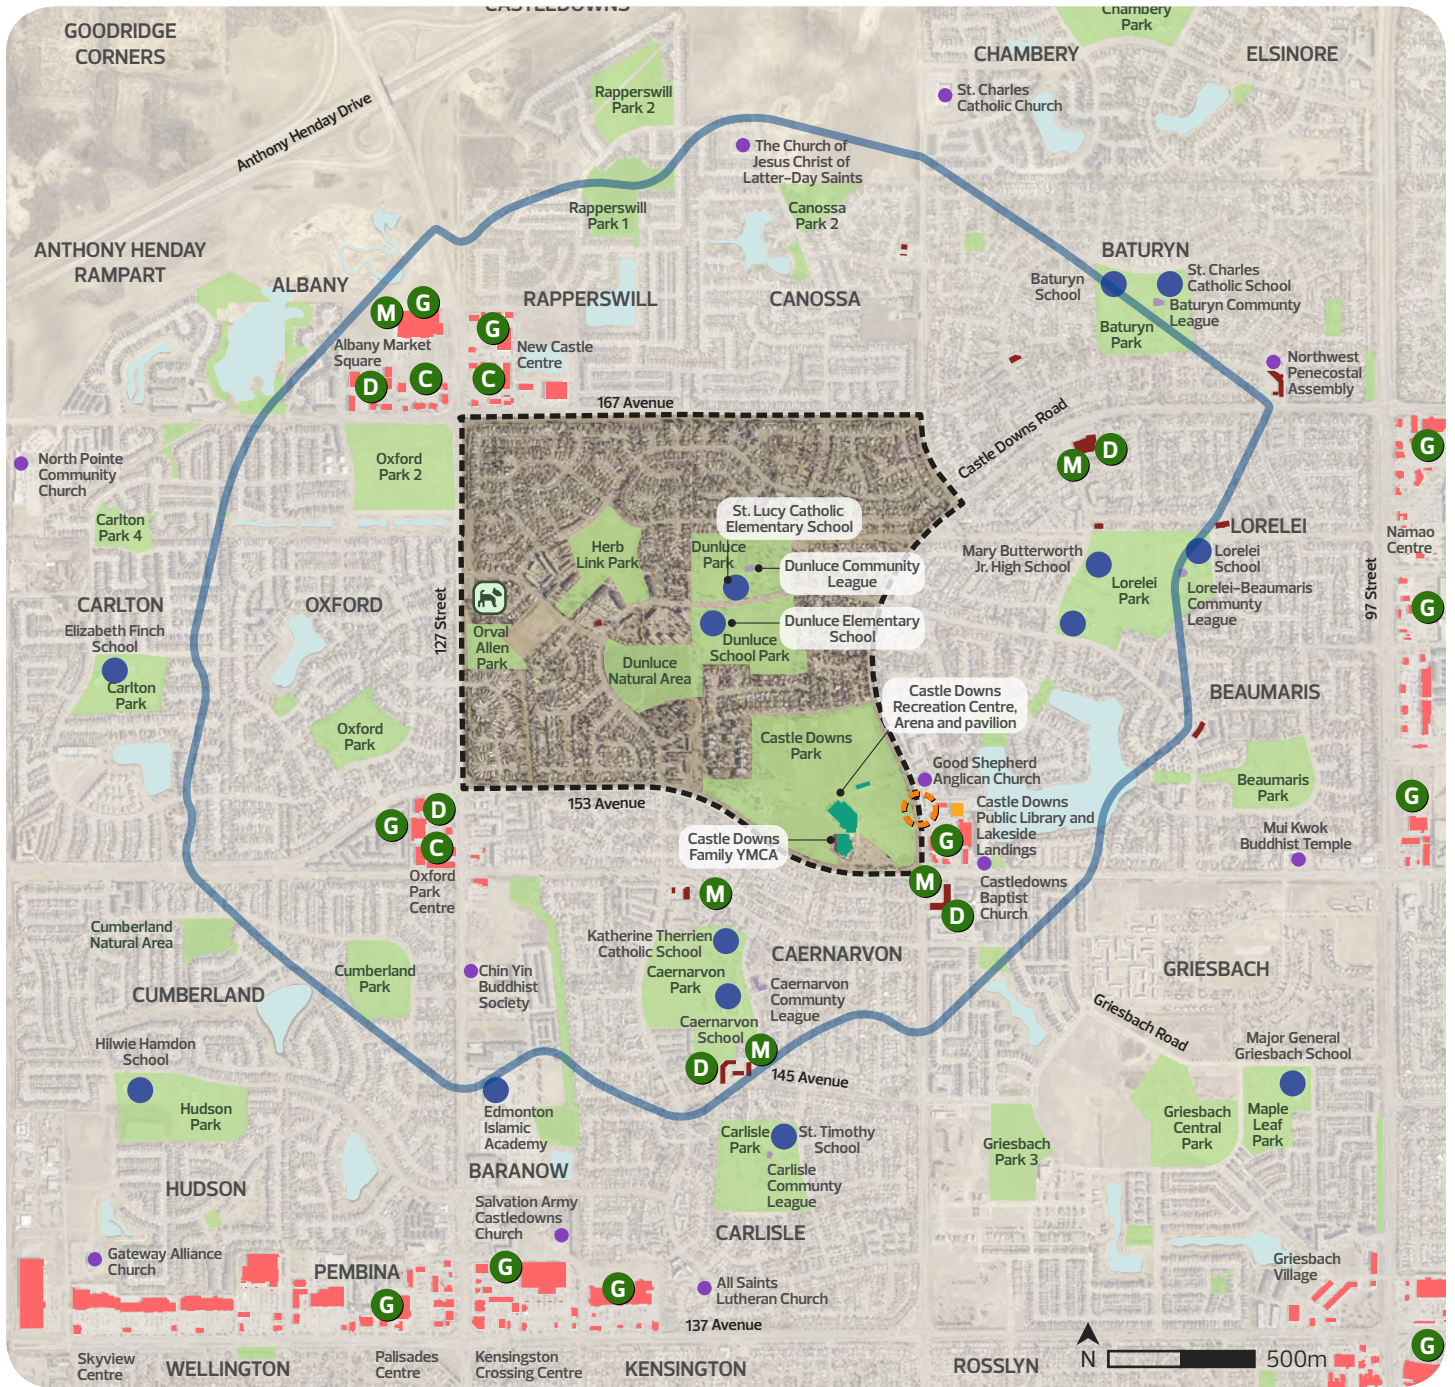 CASTLEDOWNS
GOODRIDGE
CORNERS
Chambery
Park
CHAMBERY
ELSINORE
Rapperswill
Park 2
St. Charles
Catholic Church
Anthony Henday Drive
The Church of
Jesus Christ of
Latter-Day Saints
Rapperswill
Park 1
Canossa
Park 2
ANTHONY HENDAY
RAMPART
ALBANY
RAPPERSWILL
CANOSSA
BATURYN
Baturyn
School
St. Charles
Catholic School
Baturyn Communty
League
Baturyn
Park
M
G
G
Albany Market
Square
New Castle
Centre
D
C
C
Northwest
Penecostal
Assembly
167 Avenue
Castle Downs Road
North Pointe
Community
Church
Oxford
Park 2
M
D
G
Carlton
Park 4
St. Lucy Catholic
Elementary School
Herb
Link Park
Dunluce
Park
Dunluce Community
League
Mary Butterworth
Jr. High School
LORELEI
Lorelei
School
Lorelei
Park
Lorelei-Beaumaris
Communty
League
Namao
Centre
97 Street
G
CARLTON
Elizabeth Finch
School
Carlton
Park
OXFORD
127 Street
Orval
Allen
Park
Dunluce Elementary
School
Dunluce
School Park
Dunluce
Natural Area
Oxford
Park
Castle Downs
Recreation Centre,
Arena and pavilion
Castle Downs
Park
BEAUMARIS
Good Shepherd
Anglican Church
Beaumaris
Park
153 Avenue
G
D
C
Oxford
Park
Centre
Castle Downs
Family YMCA
Castle Downs
Public Library and
Lakeside
Landings
G
G
Mui Kwok
Buddhist Temple
M
M
D
Castledowns
Baptist
Church
Cumberland
Natural Area
Katherine Therrien
Catholic School
CAERNARVON
Caernarvon
Park
Caernarvon
Community
League
Caernarvon
School
GRIESBACH
CUMBERLAND
Cumberland
Park
Chin Yin
Buddhist
Society
Griesbach Road
Hilwie Hamdon
School
Major General
Griesbach School
D
M
145 Avenue
Hudson
Park
Edmonton
Islamic
Academy
Carlisle
Park
St. Timothy
School
Carlisle
Community
League
Griesbach
Park 3
Griesbach
Central
Park
Maple
Leaf
Park
BARANOW
HUDSON
Salvation Army
Castledowns
Church
CARLISLE
Gateway Alliance
Church
PEMBINA
G
G
G
All Saints
Lutheran Church
Griesbach
Village
137 Avenue
Skyview
Centre
WELLINGTON
Palisades
Centre
Kensingston
Crossing Centre
KENSINGTON
ROSSLYN
N
500m
G